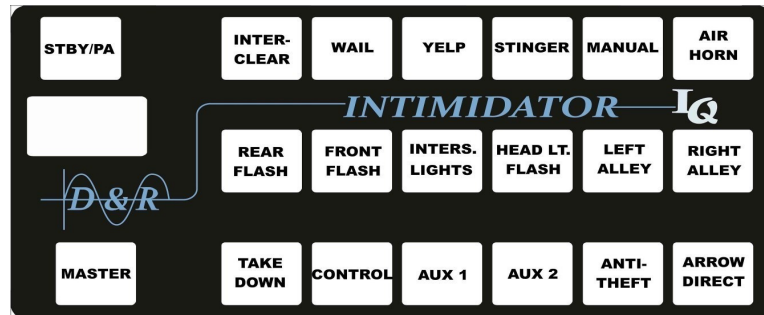 STBY/PA
INTER-
CLEAR
WAIL
YELP
STINGER
MANUAL
AIR
HORN
INTIMIDATOR IQ
REAR
FLASH
FRONT
FLASH
INTERS.
LIGHTS
HEAD LT.
FLASH
LEFT
ALLEY
RIGHT
ALLEY
D & R
MASTER
TAKE
DOWN
CONTROL
AUX 1
AUX 2
ANTI-
THEFT
ARROW
DIRECT